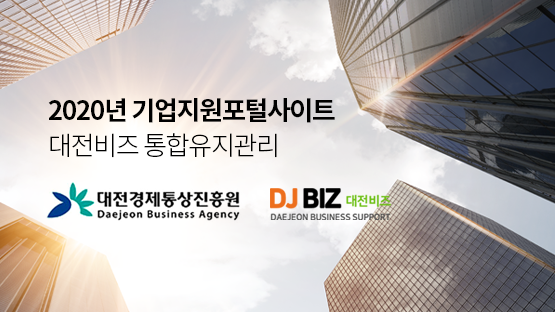 2020년 기업지원포털사이트
대전비즈 통합유지관리
대전경제통상진흥원
Daejeon Business Agency
DJ BIZ 대전비즈
DAEJEON BUSINESS SUPPORT